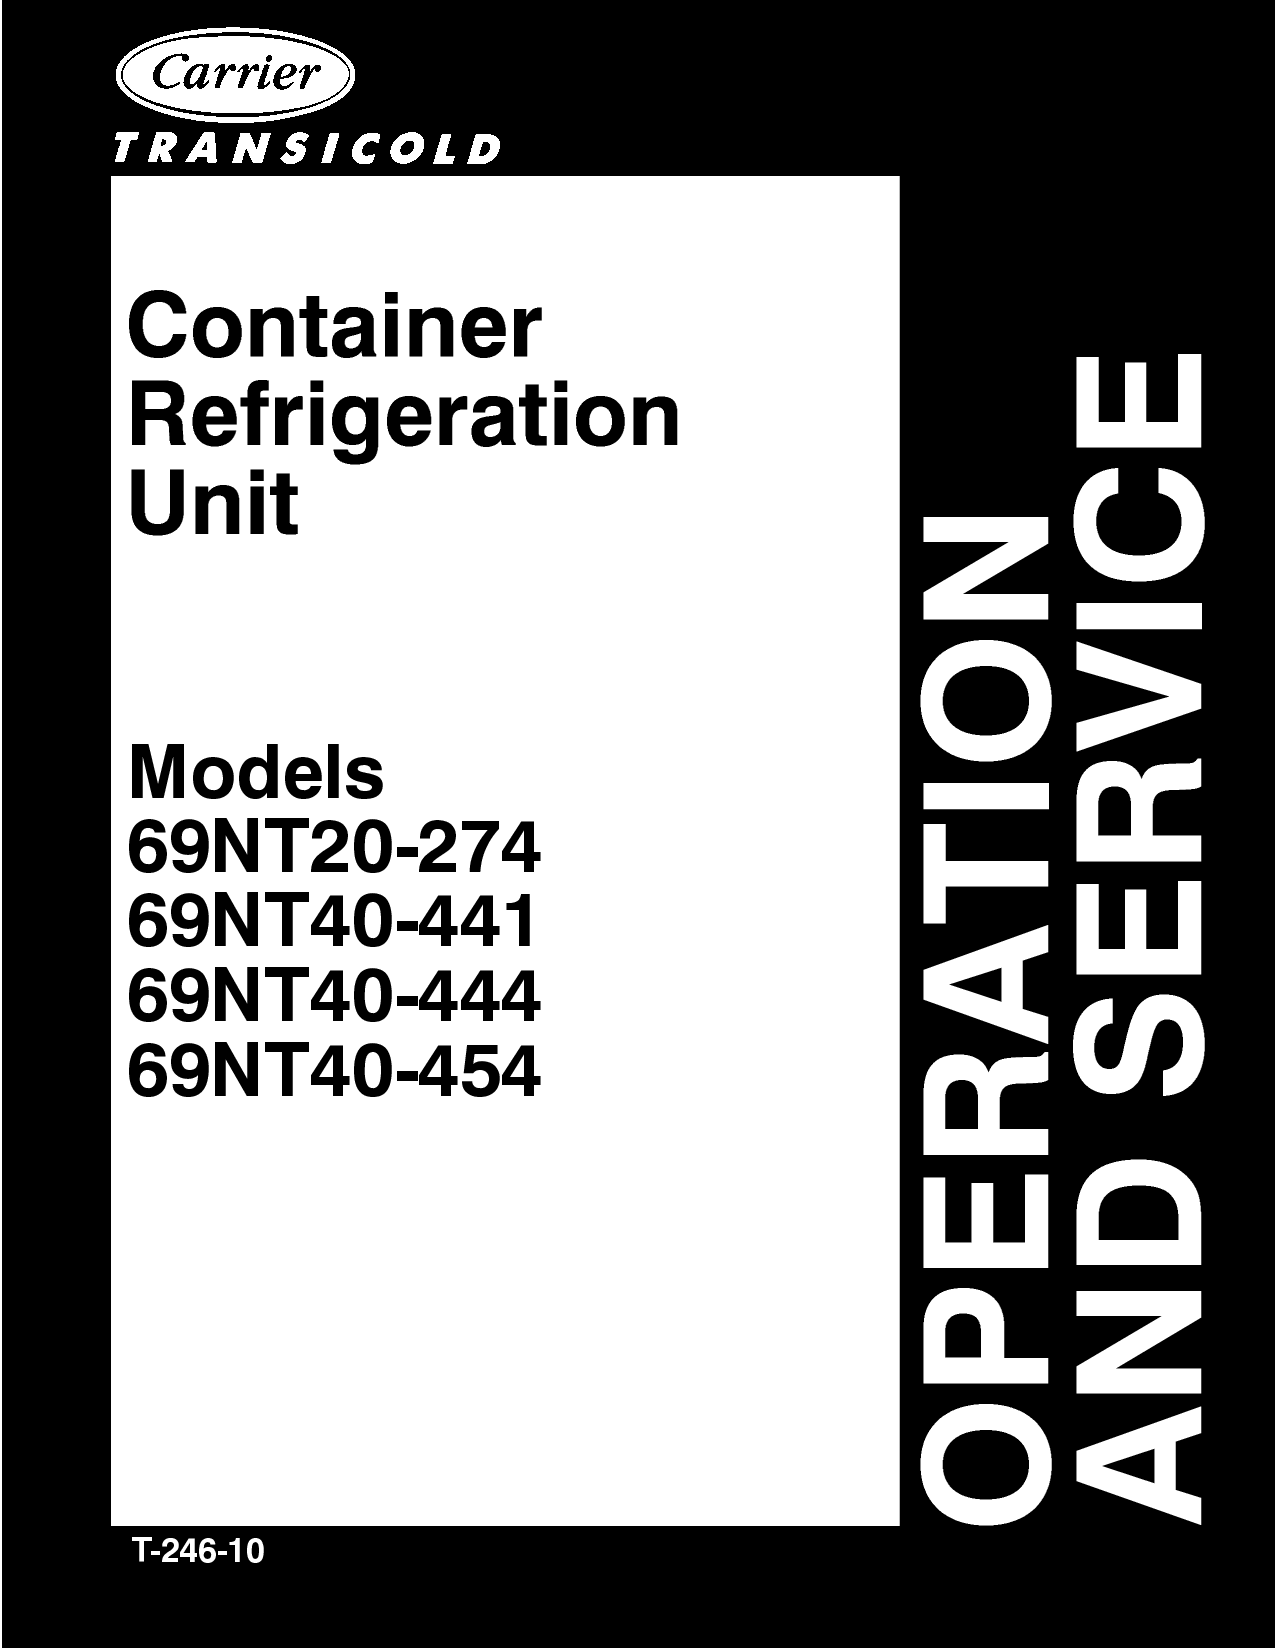 Carrier
TRANSICOLD
Container
Refrigeration
Unit
Models
69NT20-274
69NT40-441
69NT40-444
69NT40-454
OPERATION
AND SERVICE
T-246-10